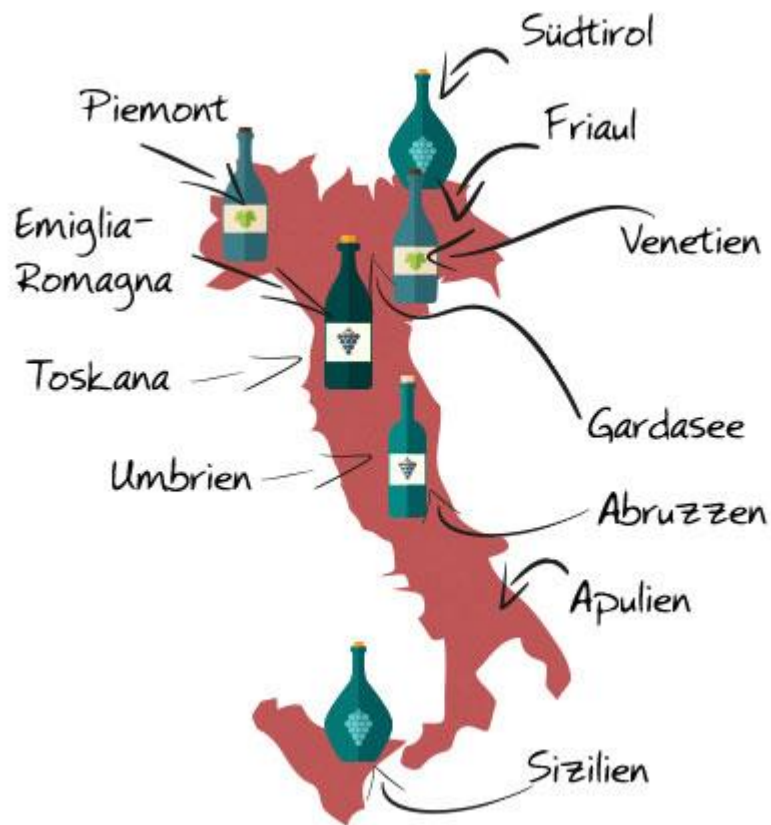 Südtirol
Piemont
Friaul
Emiglia-
Romagna
Venetien
Toskana
Gardasee
Umbrien
Abruzzen
Apulien
Sizilien